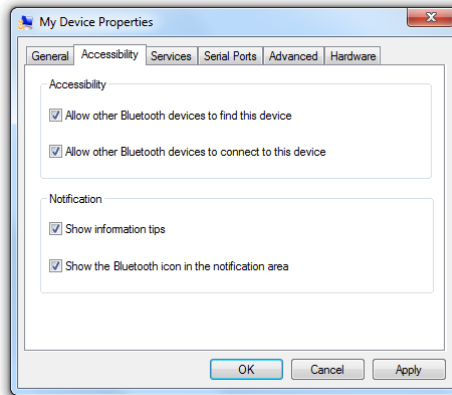 My Device Properties
General Accessibility Services Serial Ports Advanced Hardware
Accessibility
Allow other Bluetooth devices to find this device
Allow other Bluetooth devices to connect to this device
Notification
Show information tips
Show the Bluetooth icon in the notification area
OK Cancel Apply